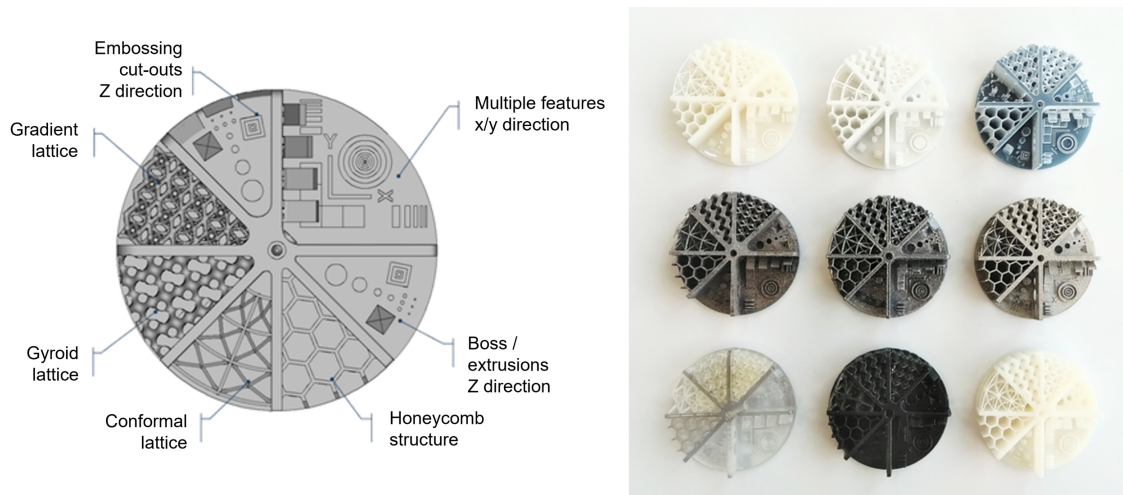 Embossing
cut-outs
Z direction
Gradient
lattice
Gyroid
lattice
Conformal
lattice
Honeycomb
structure
Boss /
extrusions
Z direction
Multiple features
x/y direction
Y
X